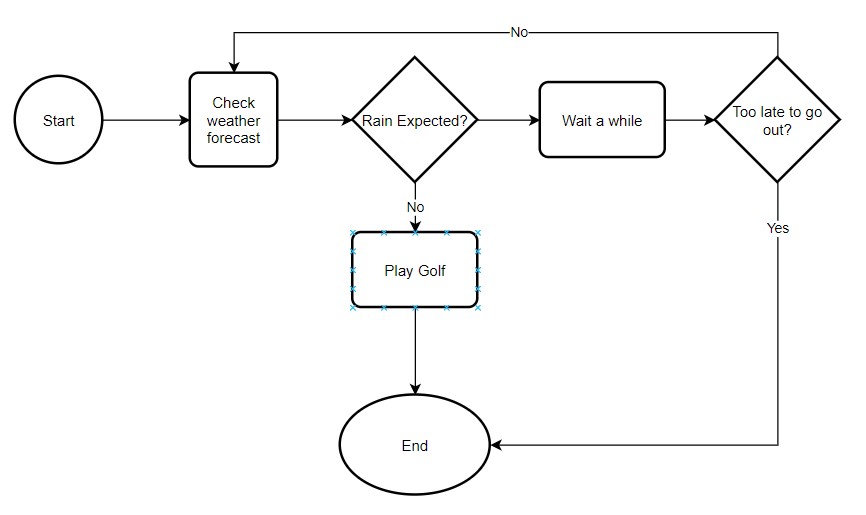 No
Start
Check
weather
forecast
Rain Expected?
Wait a while
Too late to go
out?
No
Yes
Play Golf
End